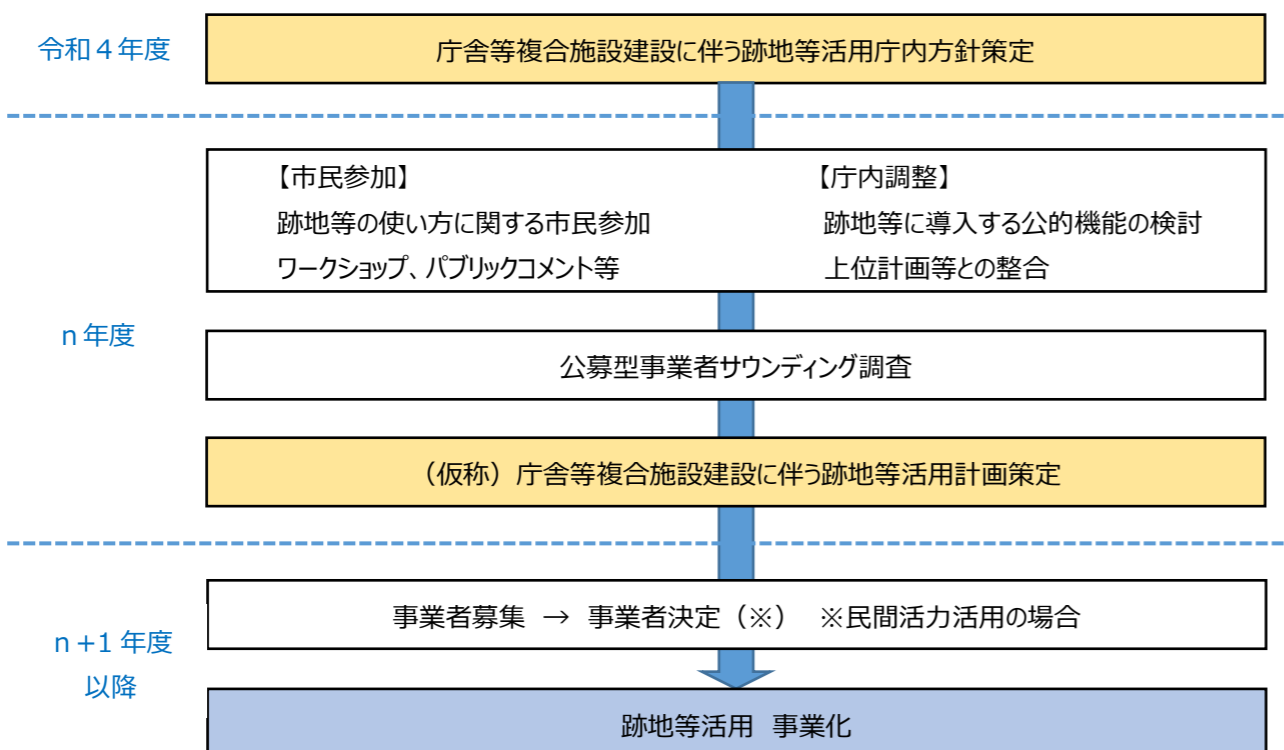 令和４年度
庁舎等複合施設建設に伴う跡地等活用庁内方針策定
【市民参加】
跡地等の使い方に関する市民参加
ワークショップ、パブリックコメント等
【庁内調整】
跡地等に導入する公的機能の検討
上位計画等との整合
n 年度
公募型事業者サウンディング調査
（仮称）庁舎等複合施設建設に伴う跡地等活用計画策定
n +1 年度
以降
事業者募集 → 事業者決定（※） ※民間活力活用の場合
跡地等活用 事業化